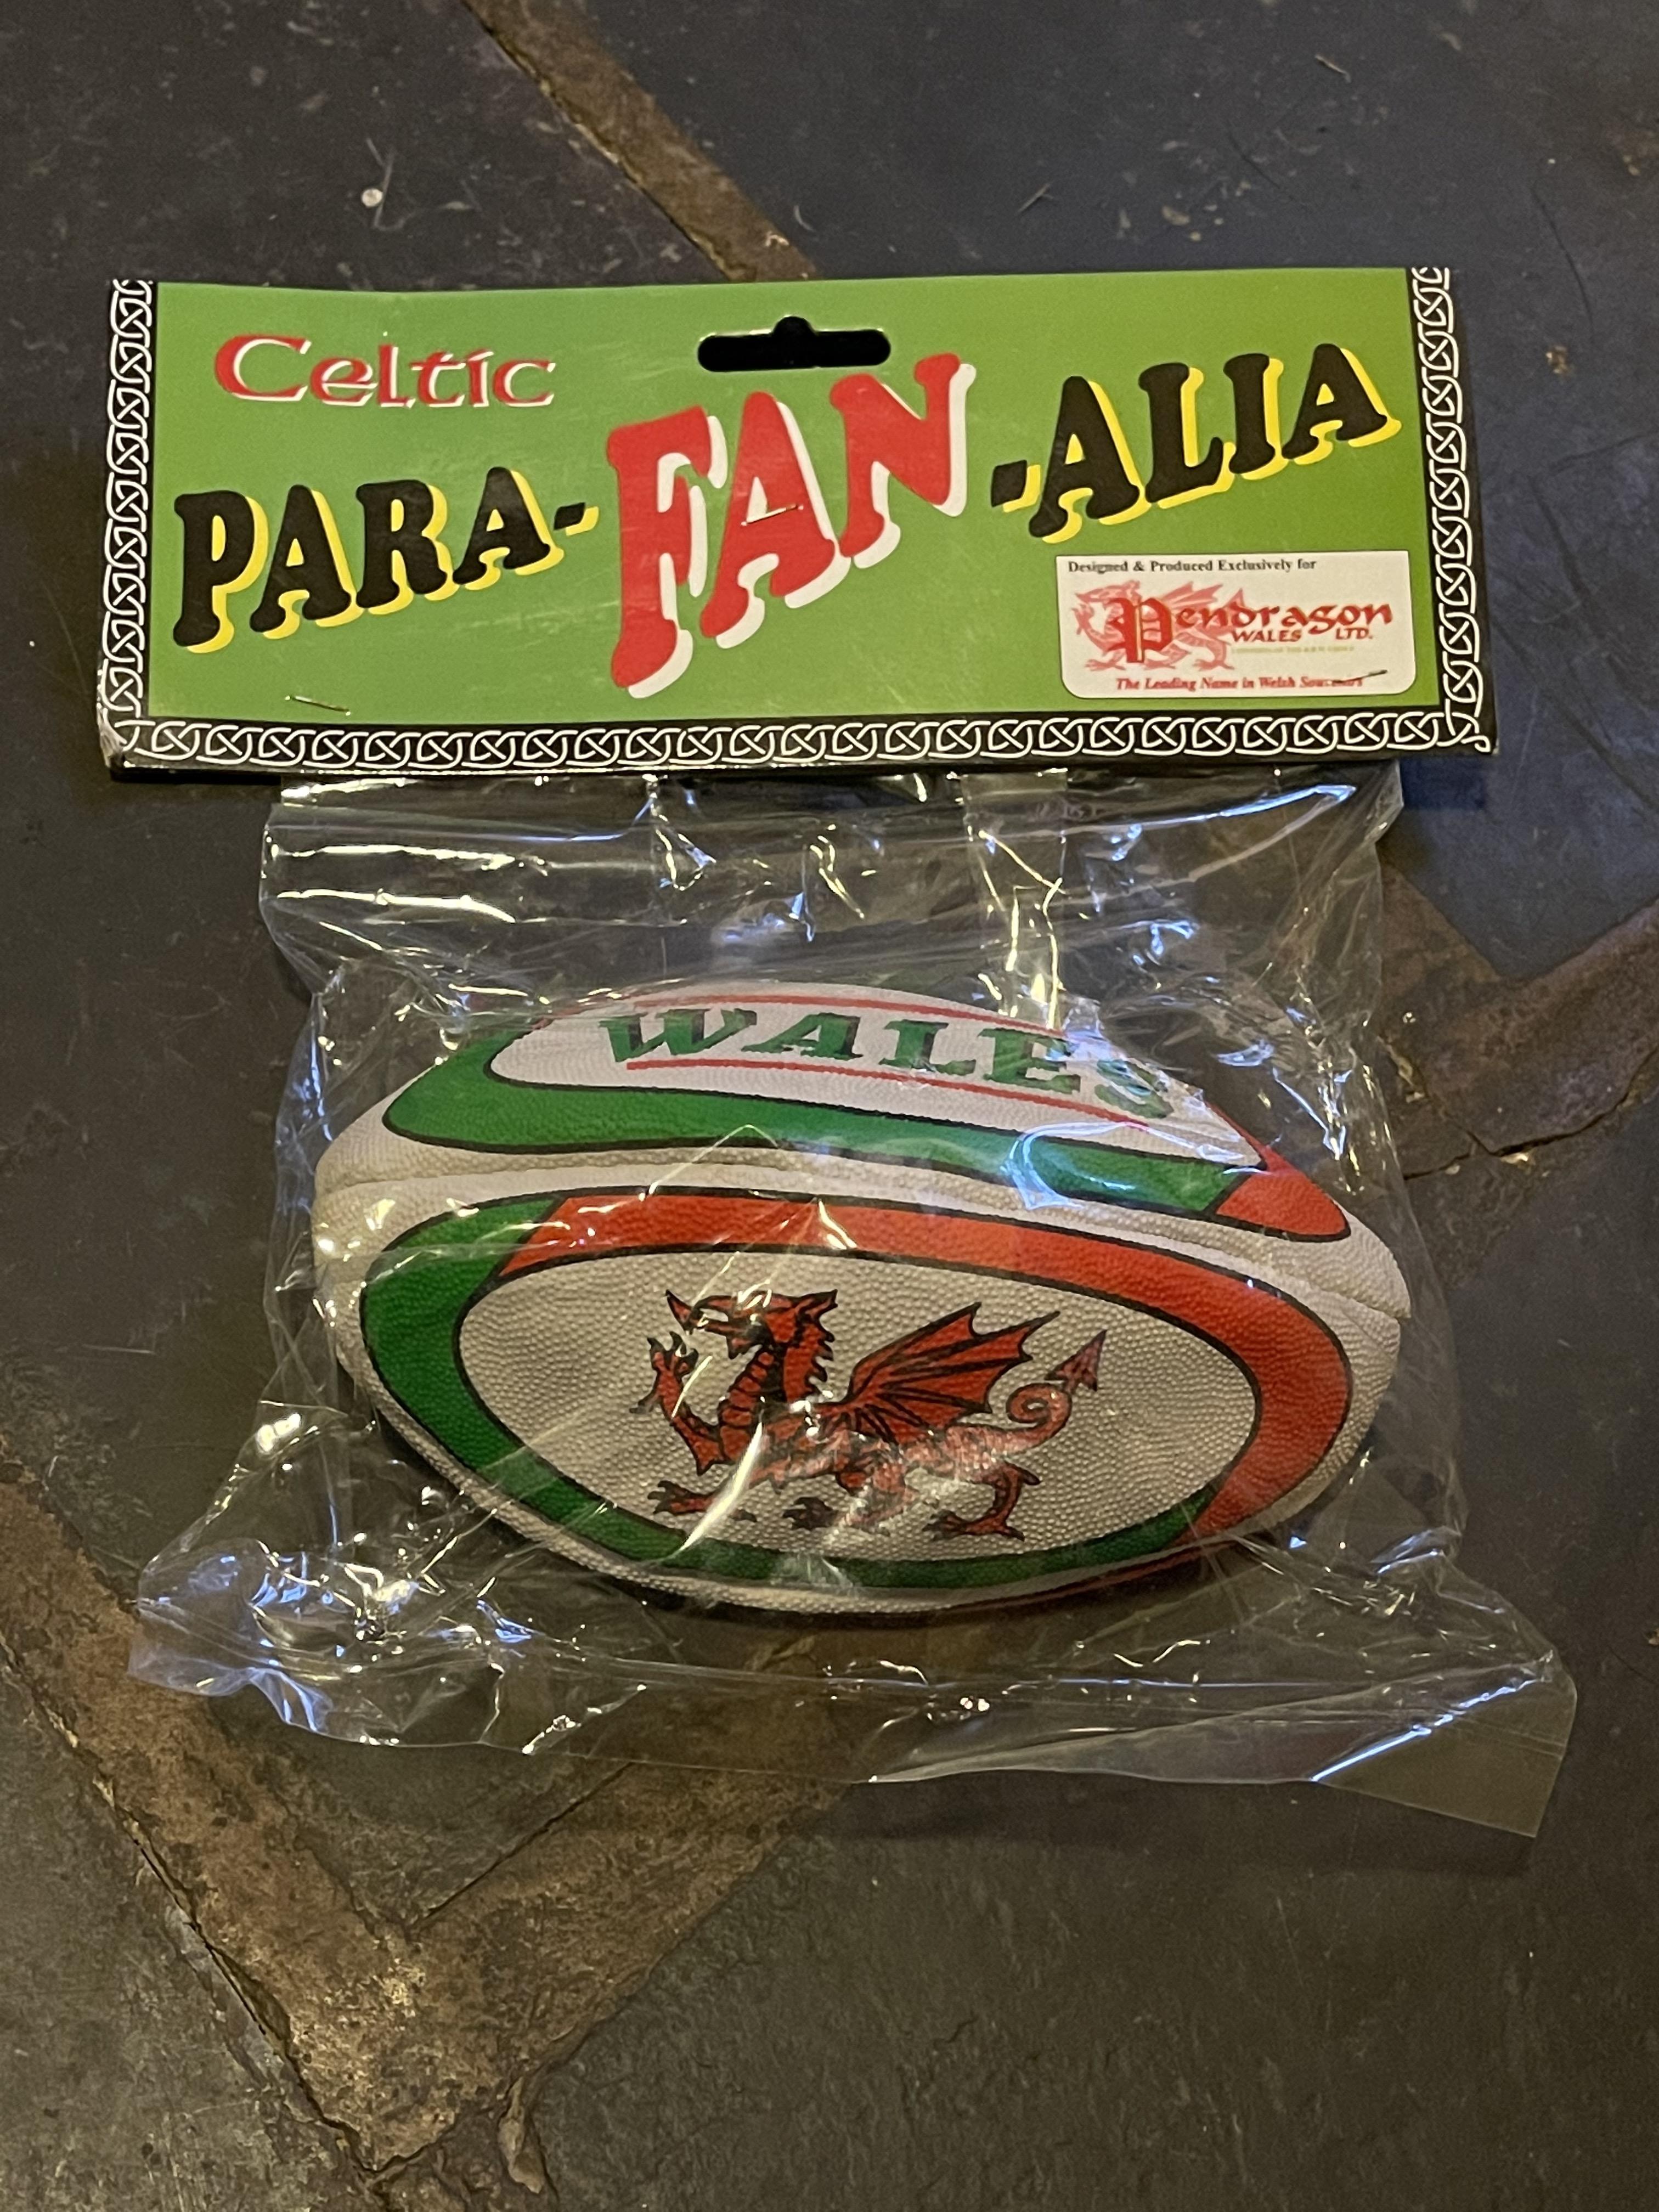 Celtic
PARA-FAN-ALIA
Designed & Produced Exclusively for
Pendragon
WALES LTD.
The Leading Name in Welsh Souvenirs
WALES